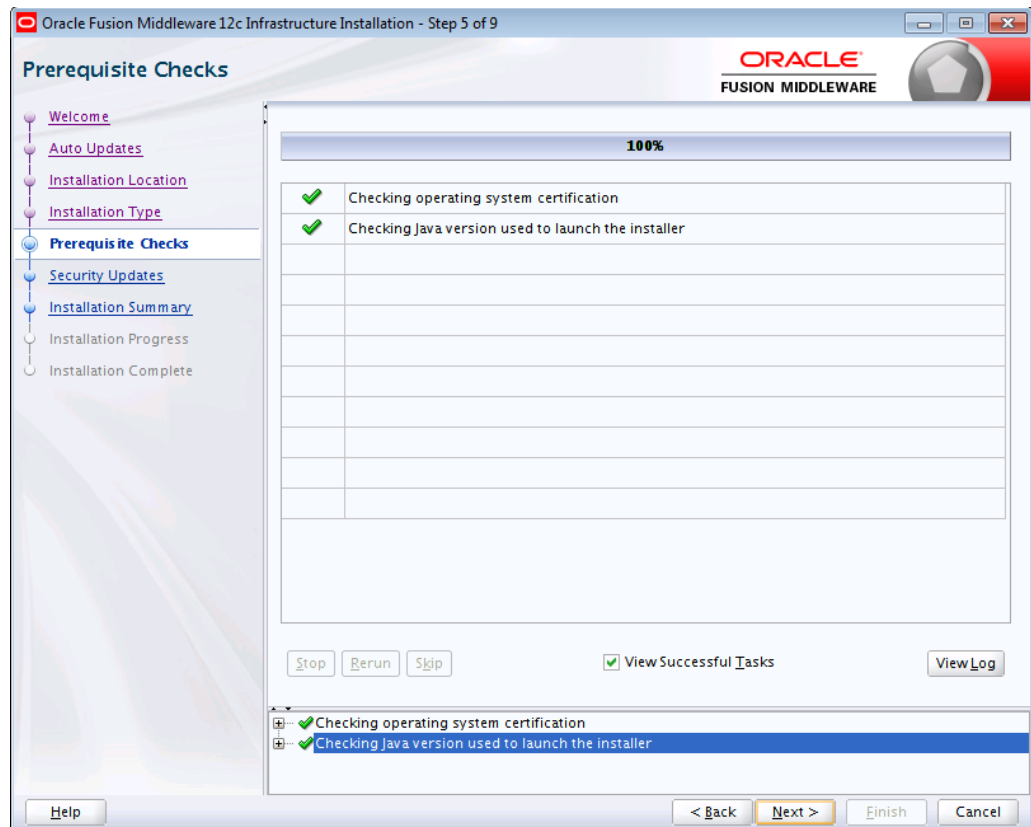 Oracle Fusion Middleware 12c Infrastructure Installation - Step 5 of 9
Prerequisite Checks
ORACLE
FUSION MIDDLEWARE
Welcome
Auto Updates
Installation Location
Installation Type
Prerequisite Checks
Security Updates
Installation Summary
Installation Progress
Installation Complete
100%
Checking operating system certification
Checking Java version used to launch the installer
Stop Rerun Skip View Successful Tasks View Log
Checking operating system certification
Checking Java version used to launch the installer
Help < Back Next > Finish Cancel